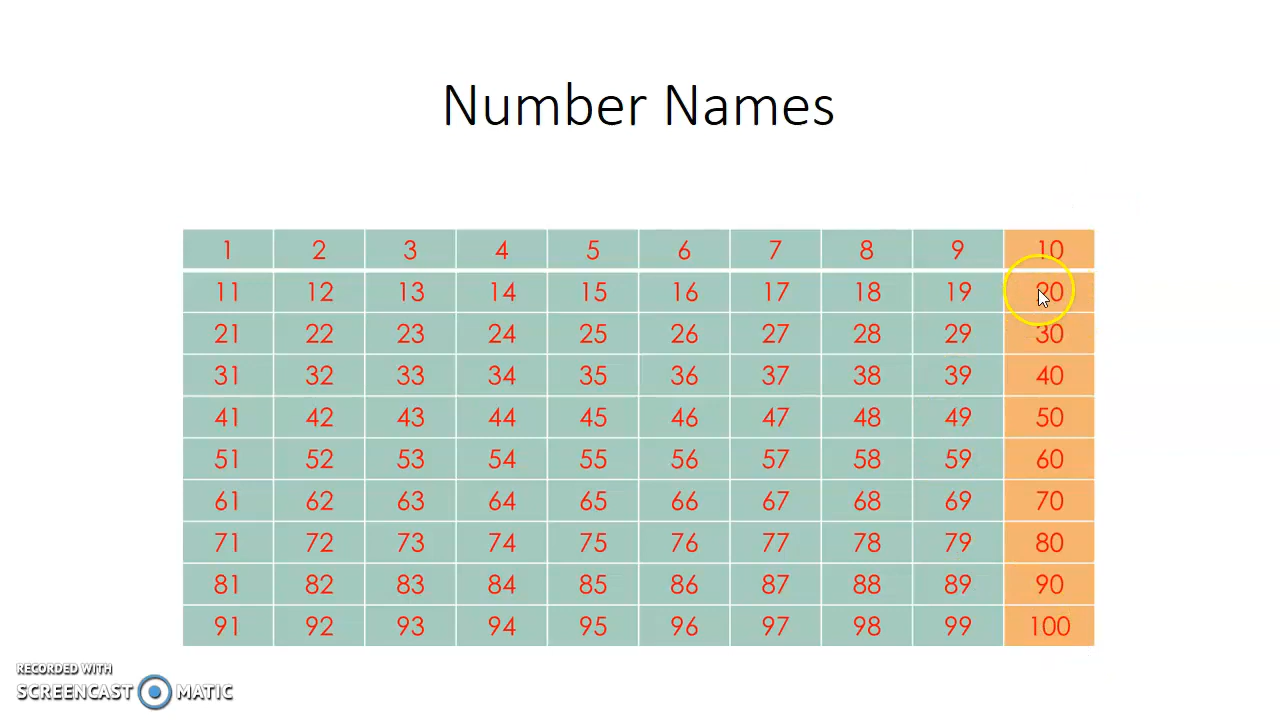 Number Names
1 2 3 4 5 6 7 8 9 10
11 12 13 14 15 16 17 18 19 20
21 22 23 24 25 26 27 28 29 30
31 32 33 34 35 36 37 38 39 40
41 42 43 44 45 46 47 48 49 50
51 52 53 54 55 56 57 58 59 60
61 62 63 64 65 66 67 68 69 70
71 72 73 74 75 76 77 78 79 80
81 82 83 84 85 86 87 88 89 90
91 92 93 94 95 96 97 98 99 100
RECORDED WITH
SCREENCAST MATIC